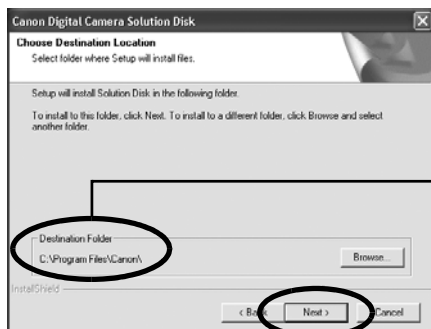 Canon Digital Camera Solution Disk
Choose Destination Location
Select folder where Setup will install files.
Setup will install Solution Disk in the following folder.
To install to this folder, click Next. To install to a different folder, click Browse and select
another folder.
Destination Folder
C:\Program Files\Canon\
Browse...
InstallShield
< Back
Next >
Cancel